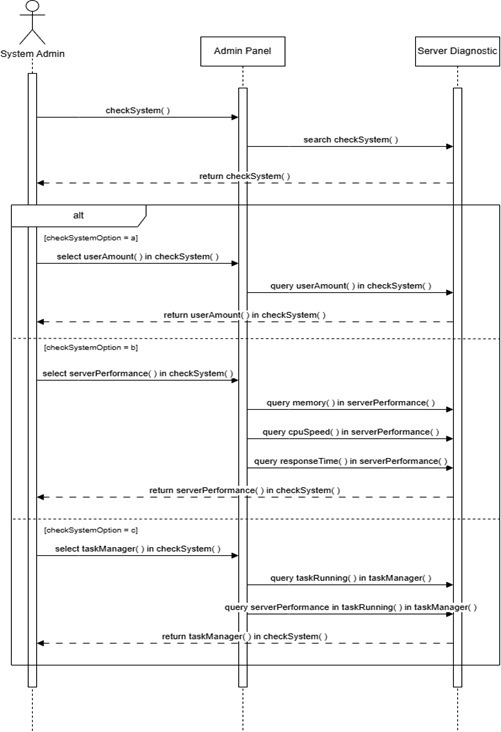 System Admin
Admin Panel
Server Diagnostic
checkSystem( )
search checkSystem( )
return checkSystem( )
alt
[checkSystemOption = a]
select userAmount( ) in checkSystem( )
query userAmount( ) in checkSystem( )
return userAmount( ) in checkSystem( )
[checkSystemOption = b]
select serverPerformance( ) in checkSystem( )
query memory( ) in serverPerformance( )
query cpuSpeed( ) in serverPerformance( )
query responseTime( ) in serverPerformance( )
return serverPerformance( ) in checkSystem( )
[checkSystemOption = c]
select taskManager( ) in checkSystem( )
query taskRunning( ) in taskManager( )
query serverPerformance in taskRunning( ) in taskManager( )
return taskManager( ) in checkSystem( )